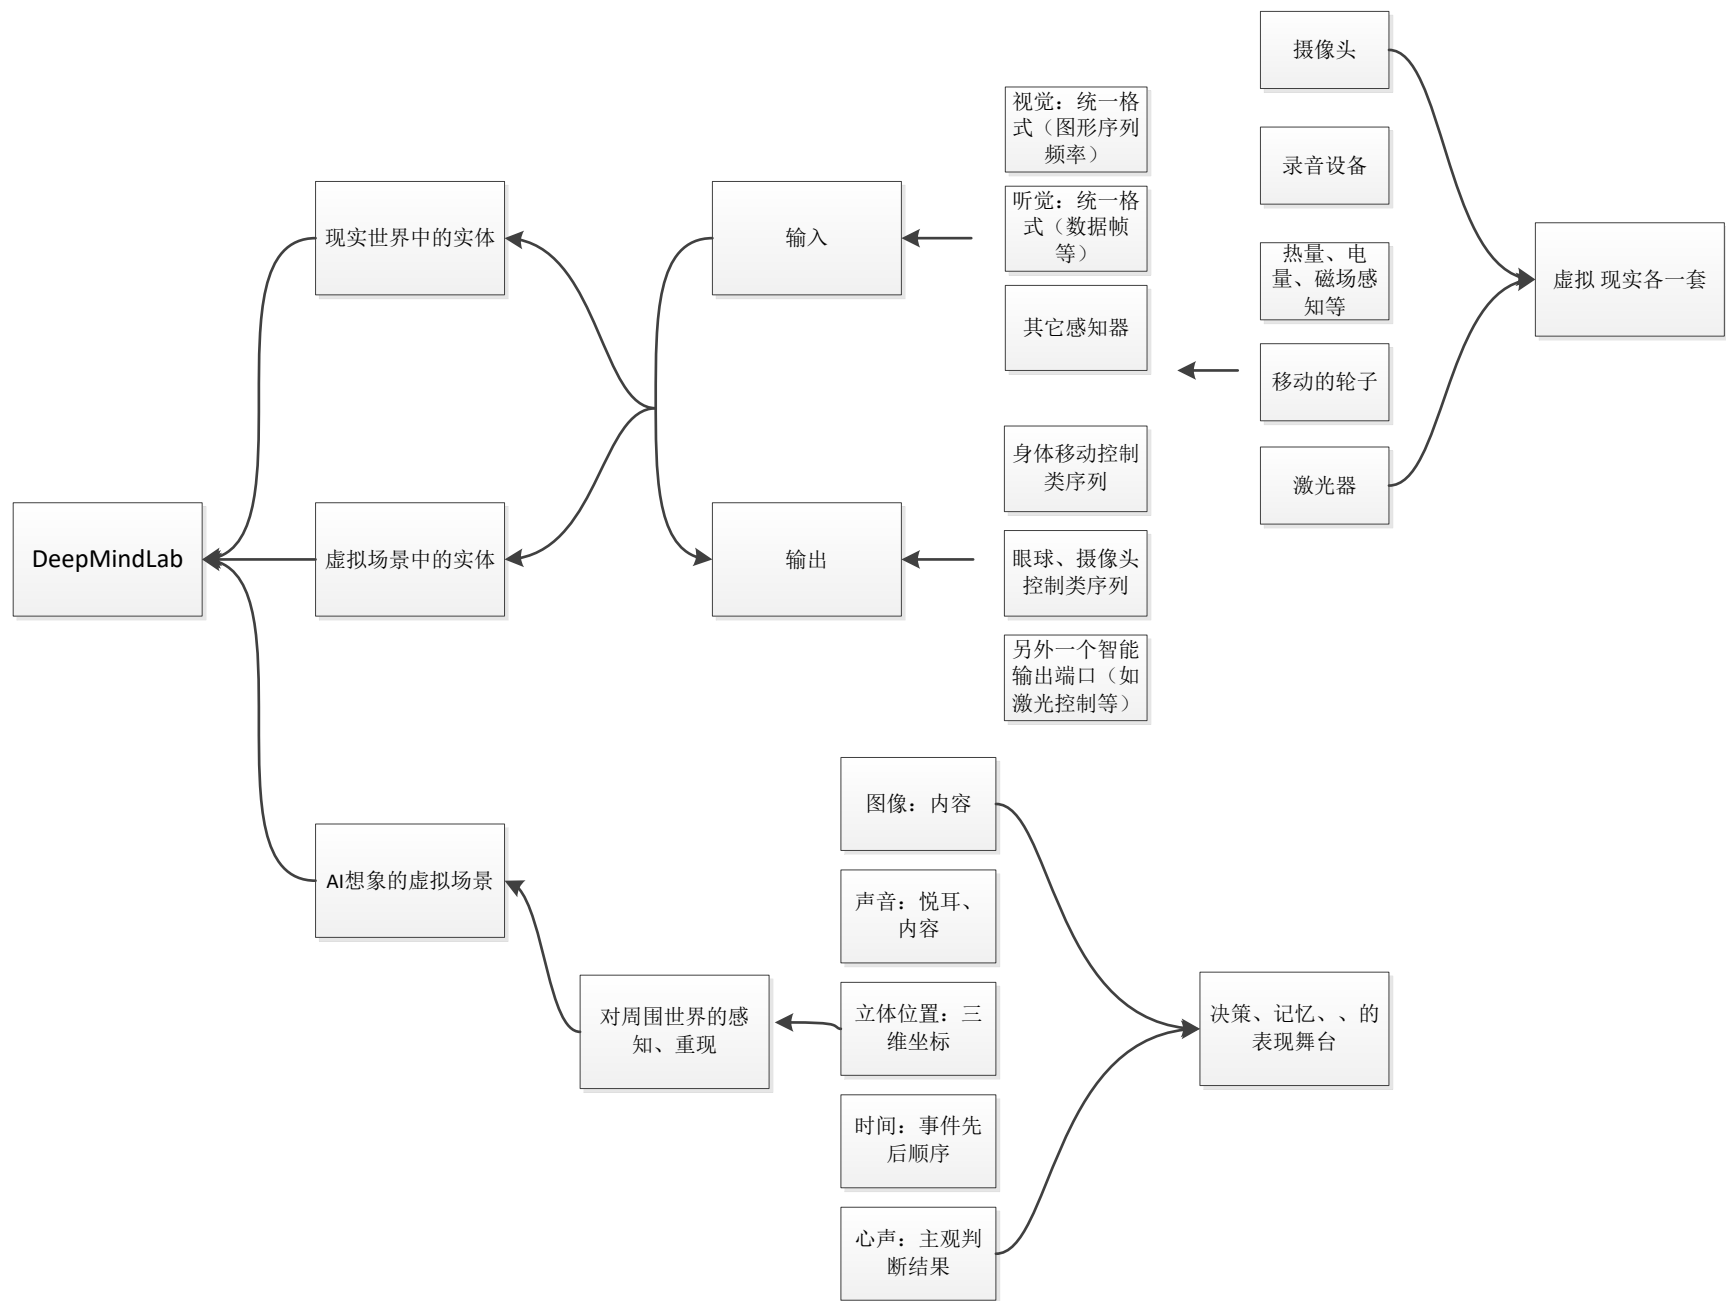 摄像头
视觉：统一格
式（图形序列
频率）
录音设备
现实世界中的实体
输入
听觉：统一格
式（数据帧
等）
热量、电
量、磁场感
知等
虚拟 现实各一套
其它感知器
移动的轮子
身体移动控制
类序列
激光器
DeepMindLab
虚拟场景中的实体
输出
眼球、摄像头
控制类序列
另外一个智能
输出端口（如
激光控制等）
图像：内容
AI想象的虚拟场景
声音：悦耳、
内容
对周围世界的感
知、重现
立体位置：三
维坐标
决策、记忆、、的
表现舞台
时间：事件先
后顺序
心声：主观判
断结果